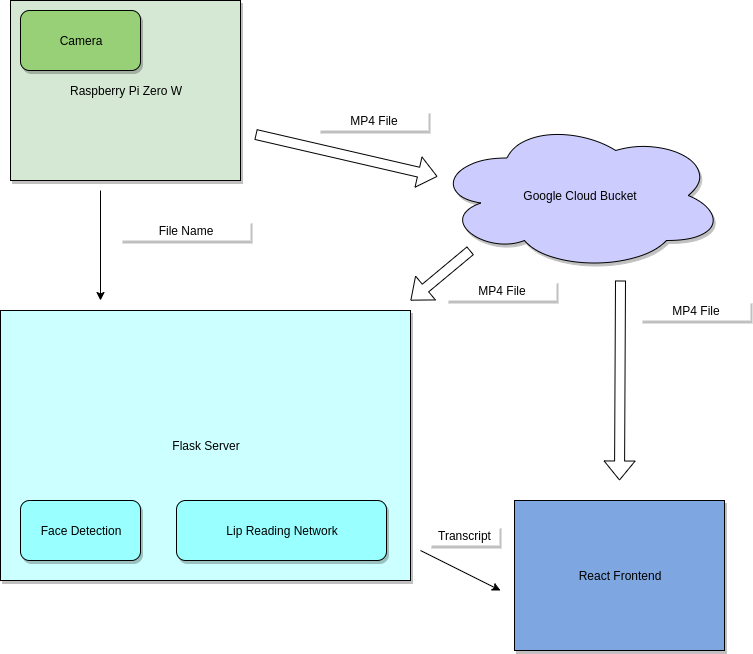 Camera
Raspberry Pi Zero W
MP4 File
Google Cloud Bucket
File Name
MP4 File
MP4 File
Flask Server
Face Detection
Lip Reading Network
Transcript
React Frontend